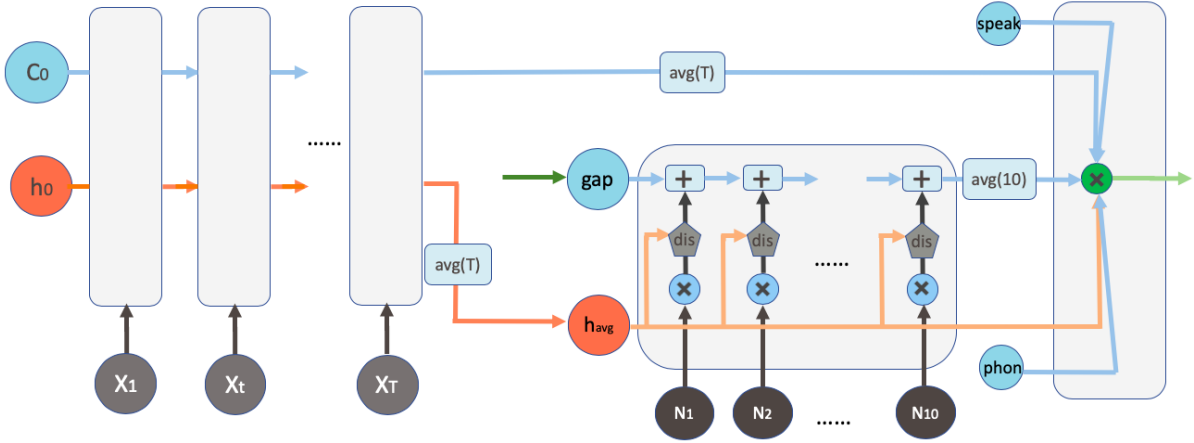 speak
C0
avg(T)
......
h0
gap
+
+
+
avg(10)
×
dis
dis
dis
avg(T)
......
×
×
×
havg
X1
Xt
XT
phon
N1
N2
......
N10